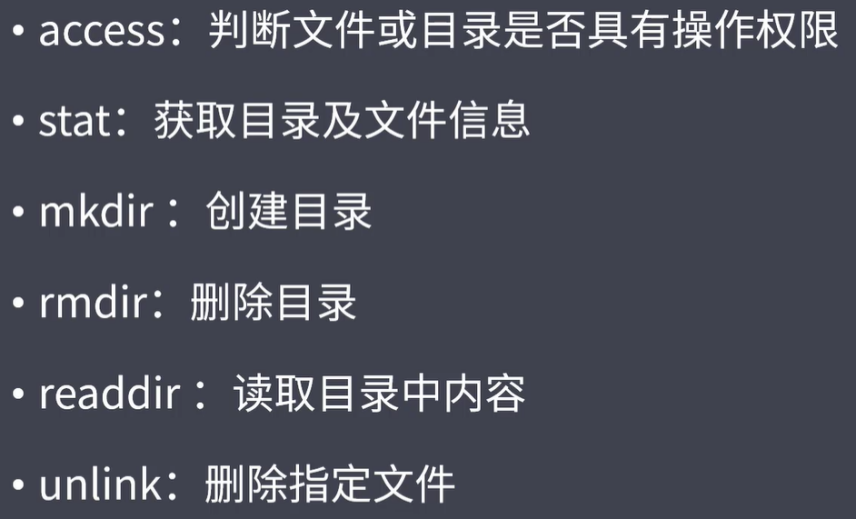 • access：判断文件或目录是否具有操作权限
• stat：获取目录及文件信息
• mkdir ：创建目录
• rmdir：删除目录
• readdir ：读取目录中内容
• unlink：删除指定文件